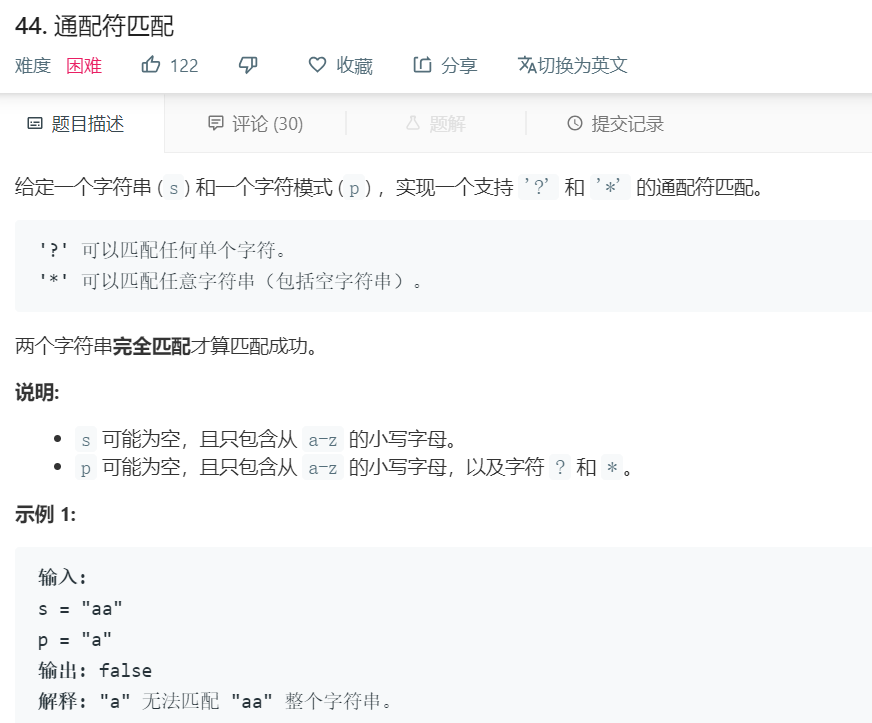 44. 通配符匹配
难度 困难 122 收藏 分享 切换为英文
题目描述 评论 (30) 题解 提交记录
给定一个字符串 (s) 和一个字符模式 (p) ，实现一个支持 '?' 和 '*' 的通配符匹配。
'?' 可以匹配任何单个字符。
'*' 可以匹配任意字符串（包括空字符串）。
两个字符串完全匹配才算匹配成功。
说明:
• s 可能为空，且只包含从 a-z 的小写字母。
• p 可能为空，且只包含从 a-z 的小写字母，以及字符 ? 和 *。
示例 1:
输入:
s = "aa"
p = "a"
输出: false
解释: "a" 无法匹配 "aa" 整个字符串。